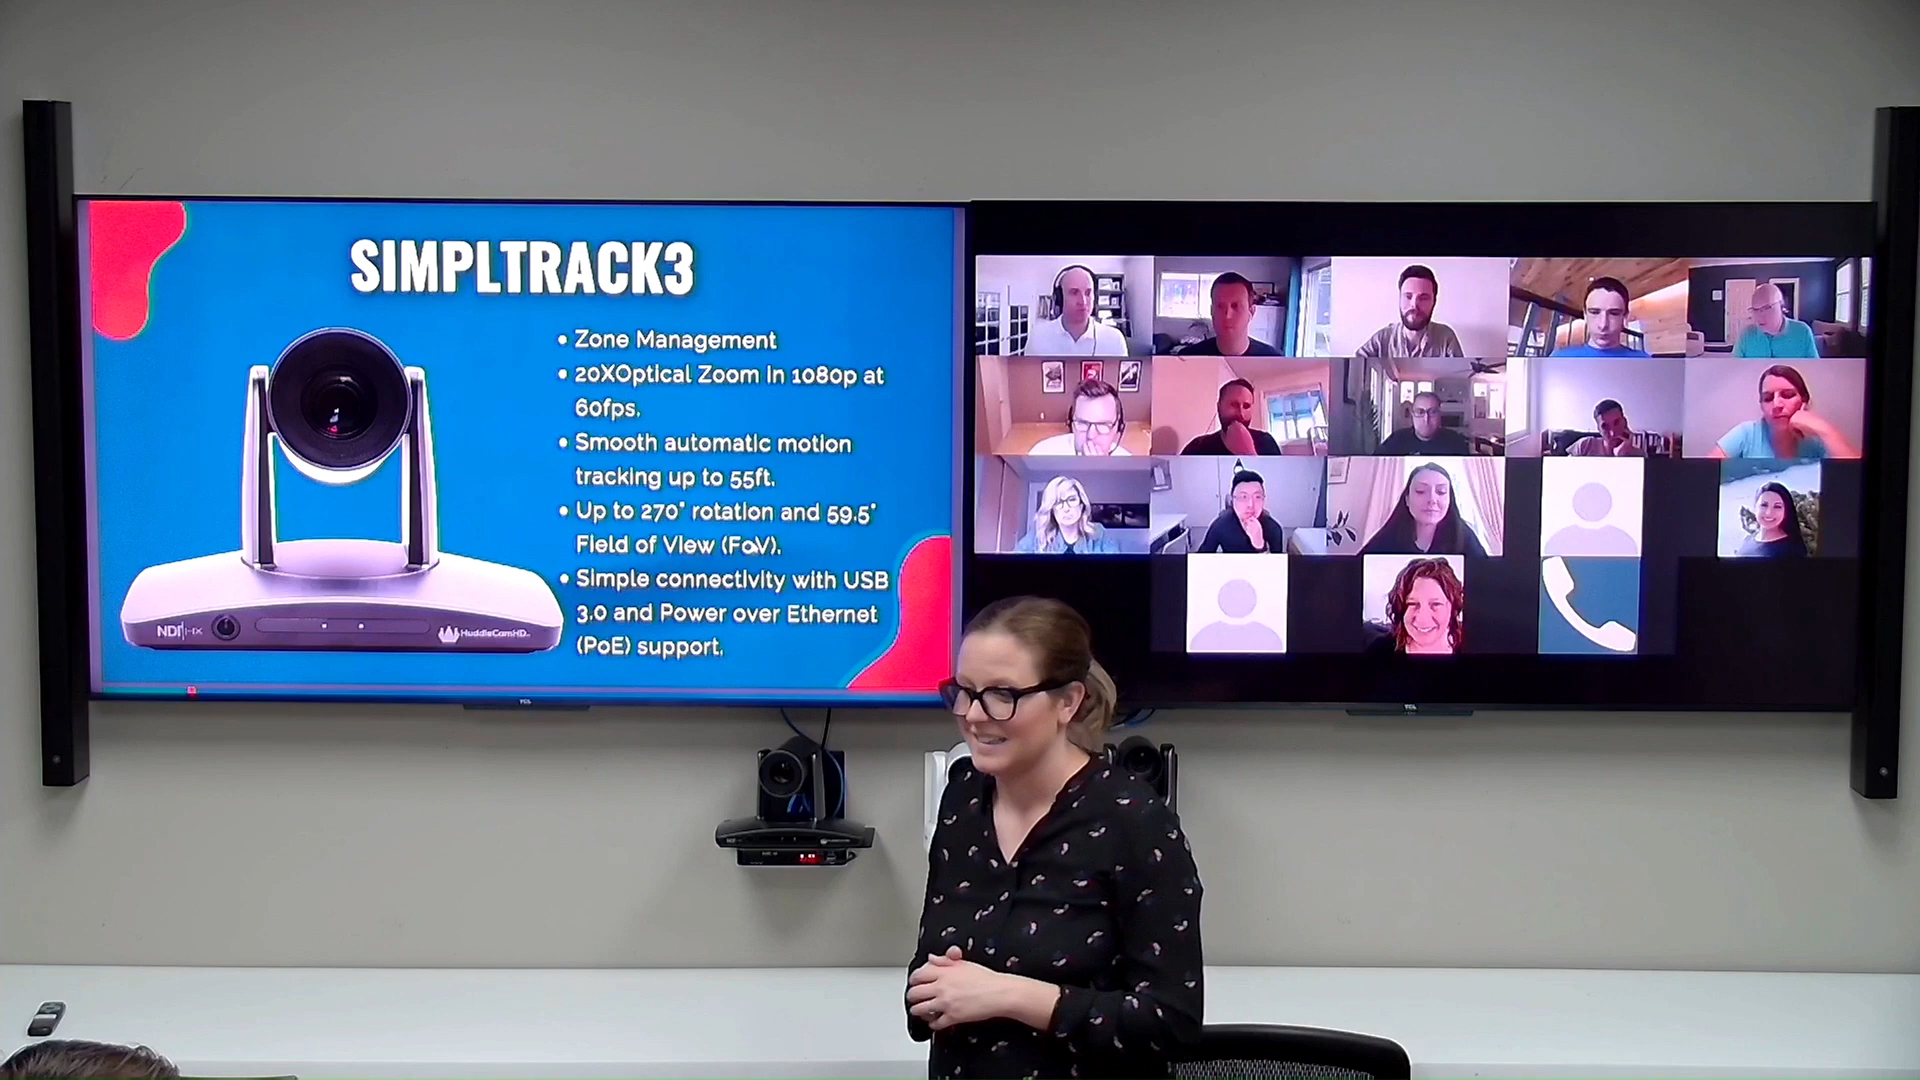 SIMPLTRACK3
• Zone Management
• 20XOptical Zoom in 1080p at
60fps.
• Smooth automatic motion
tracking up to 55ft.
• Up to 270° rotation and 59.5°
Field of View (FoV).
• Simple connectivity with USB
3.0 and Power over Ethernet
(PoE) support.
NDI|HX
HuddleCamHD
TCL
TCL